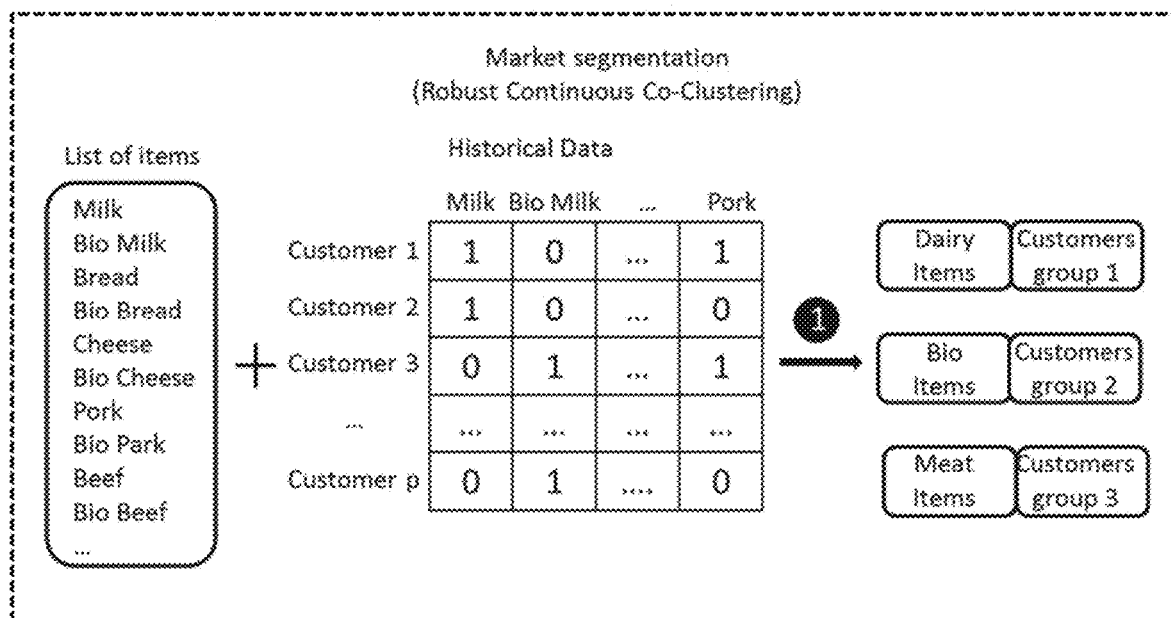 Market segmentation
(Robust Continuous Co-Clustering)
List of items
Milk
Bio Milk
Bread
Bio Bread
Cheese
Bio Cheese
Pork
Bio Park
Beef
Bio Beef
...
+
Historical Data
Milk Bio Milk ... Pork
Customer 1 1 0 ... 1
Customer 2 1 0 ... 0
Customer 3 0 1 ... 1
... ... ... ... ...
Customer p 0 1 .... 0
1
Dairy Items
Customers group 1
Bio Items
Customers group 2
Meat Items
Customers group 3